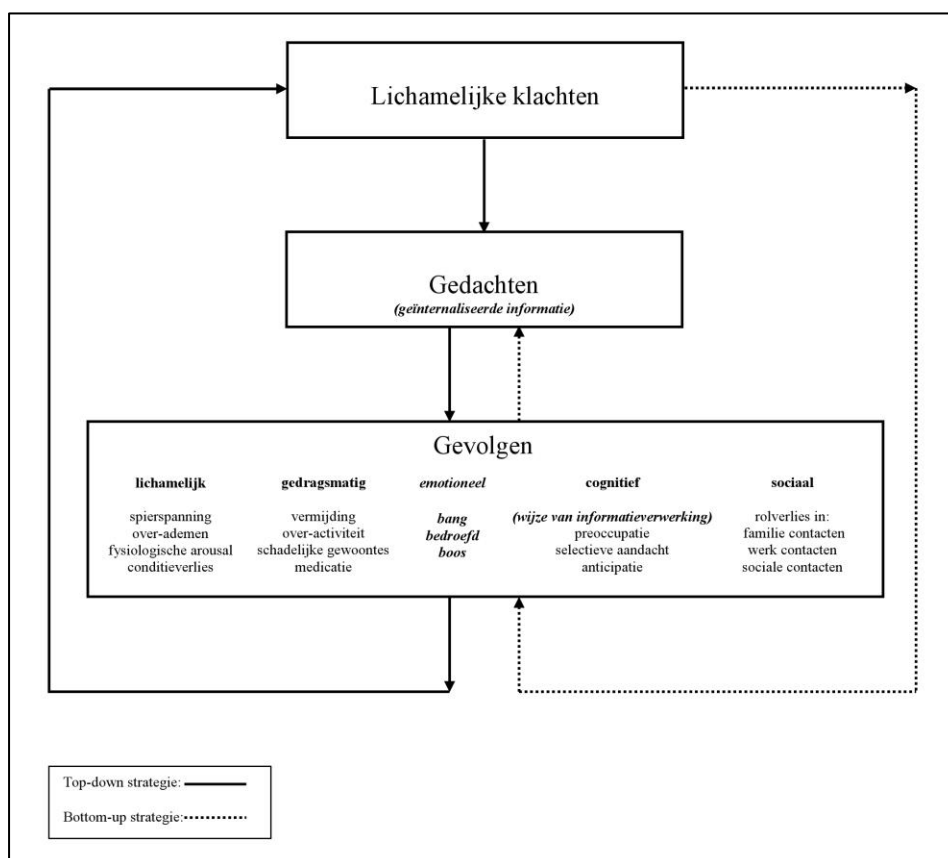 Lichamelijke klachten
Gedachten
(geïnternaliseerde informatie)
Gevolgen
lichamelijk
spierspanning
over-ademen
fysiologische arousal
conditieverlies
gedragsmatig
vermijding
over-activiteit
schadelijke gewoontes
medicatie
emotioneel
bang
bedroefd
boos
cognitief
(wijze van informatieverwerking)
preoccupatie
selectieve aandacht
anticipatie
sociaal
rolverlies in:
familie contacten
werk contacten
sociale contacten
Top-down strategie:
Bottom-up strategie: